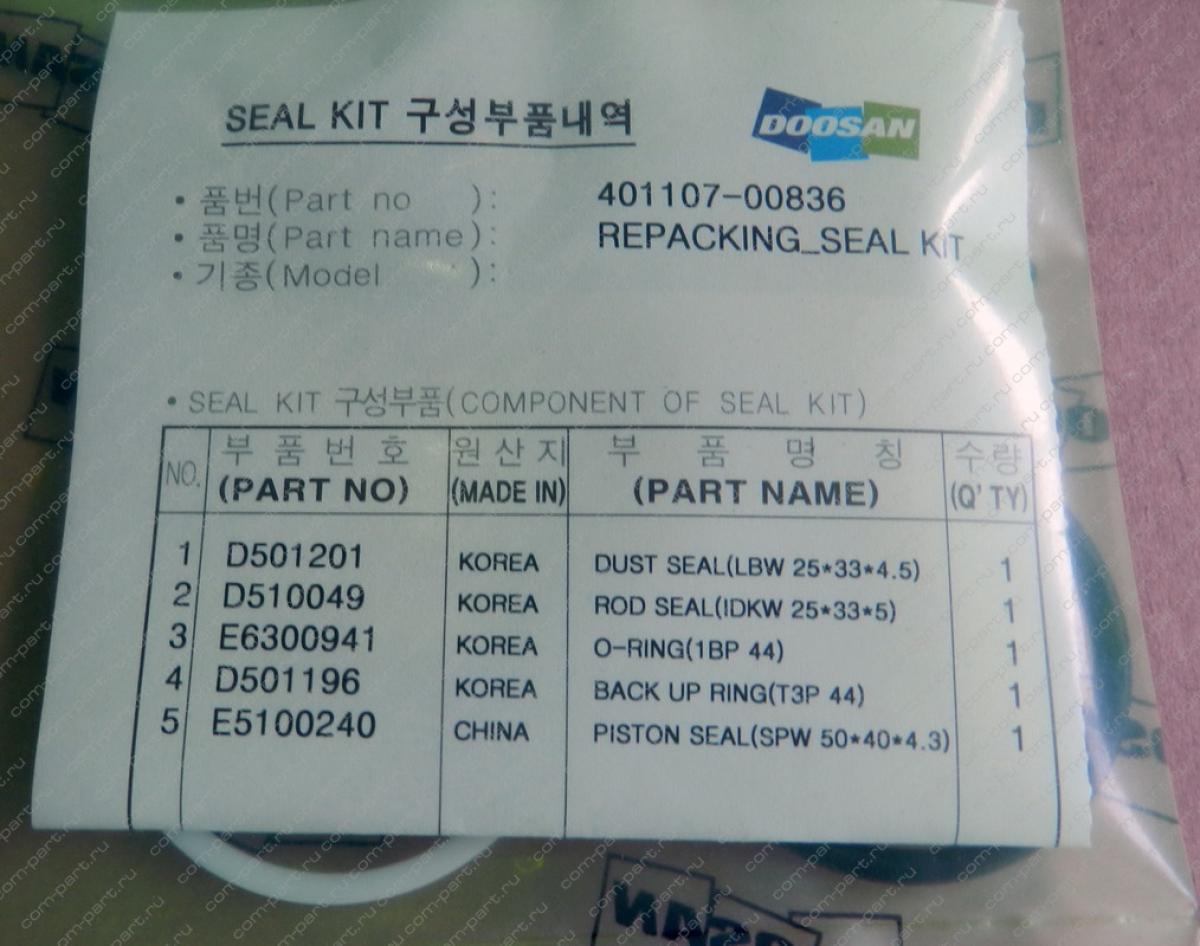 SEAL KIT 구성부품내역
DOOSAN
• 품번(Part no ): 401107-00836
• 품명(Part name): REPACKING_SEAL KIT
• 기종(Model ):
• SEAL KIT 구성부품(COMPONENT OF SEAL KIT)
NO. 부품번호 원산지 부품명칭 수량
(PART NO) (MADE IN) (PART NAME) (Q'TY)
1 D501201 KOREA DUST SEAL(LBW 25*33*4.5) 1
2 D510049 KOREA ROD SEAL(IDKW 25*33*5) 1
3 E6300941 KOREA O-RING(1BP 44) 1
4 D501196 KOREA BACK UP RING(T3P 44) 1
5 E5100240 CHINA PISTON SEAL(SPW 50*40*4.3) 1
com-part.ru